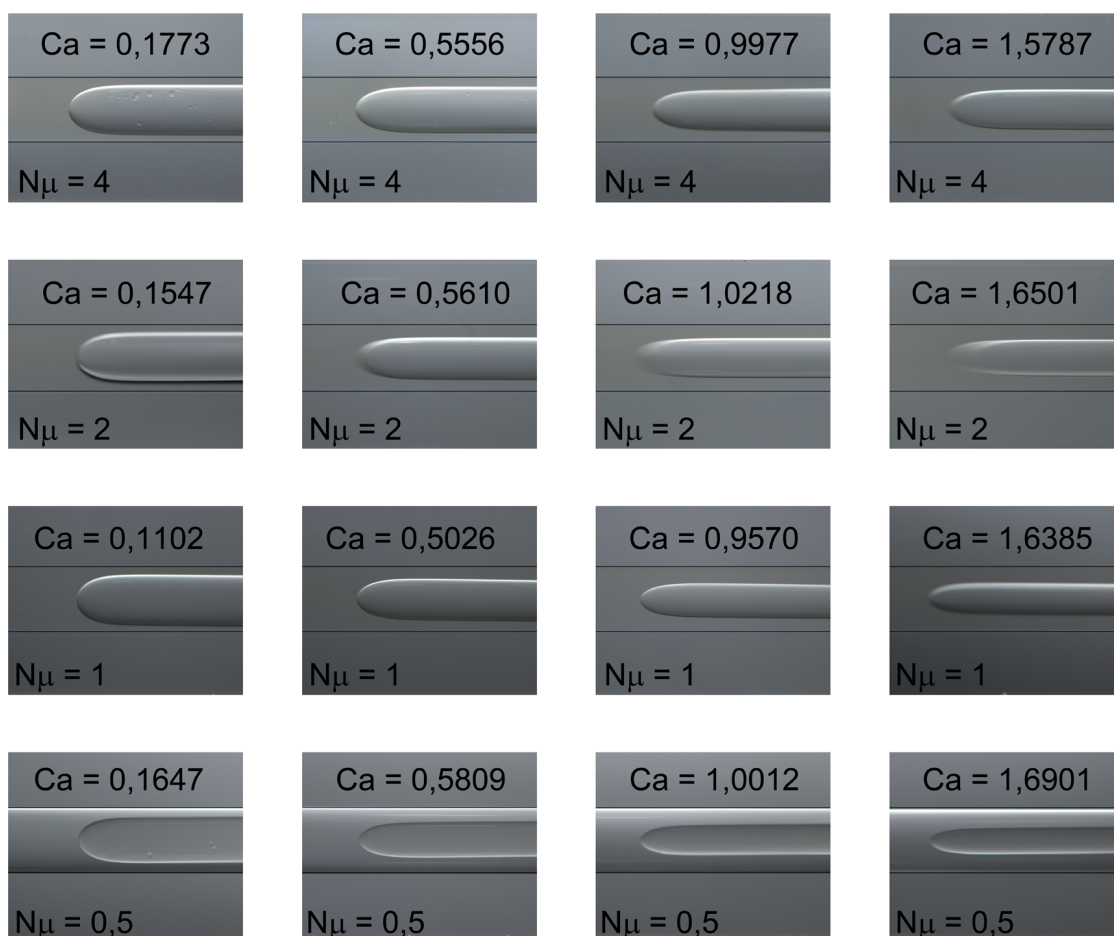 Ca = 0,1773
Ca = 0,5556
Ca = 0,9977
Ca = 1,5787
Nμ = 4
Nμ = 4
Nμ = 4
Nμ = 4
Ca = 0,1547
Ca = 0,5610
Ca = 1,0218
Ca = 1,6501
Nμ = 2
Nμ = 2
Nμ = 2
Nμ = 2
Ca = 0,1102
Ca = 0,5026
Ca = 0,9570
Ca = 1,6385
Nμ = 1
Nμ = 1
Nμ = 1
Nμ = 1
Ca = 0,1647
Ca = 0,5809
Ca = 1,0012
Ca = 1,6901
Nμ = 0,5
Nμ = 0,5
Nμ = 0,5
Nμ = 0,5